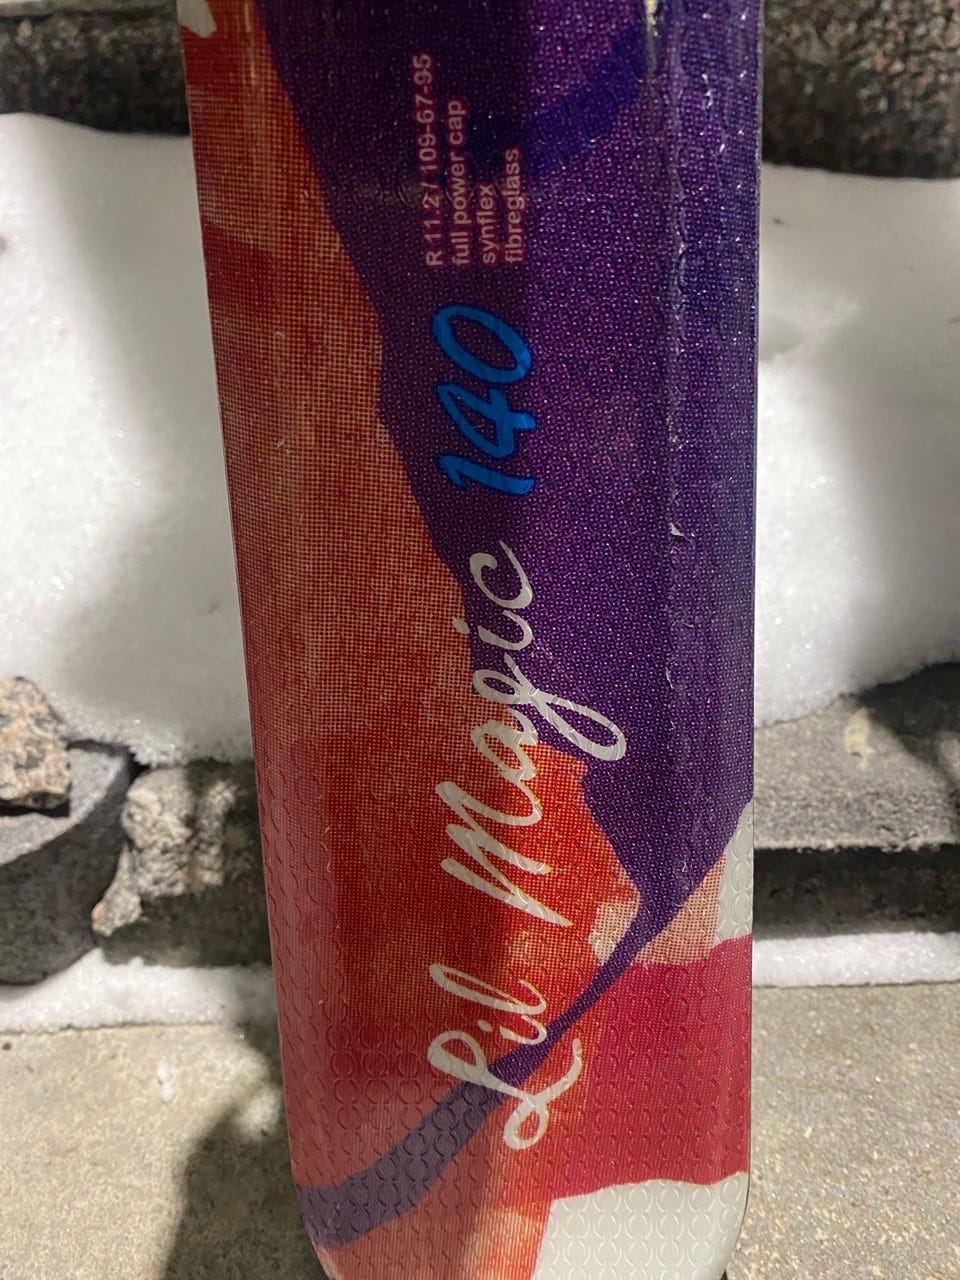 R 11.2 / 109-67-95
full power cap
synflex
fibreglass
Lil Magic 140